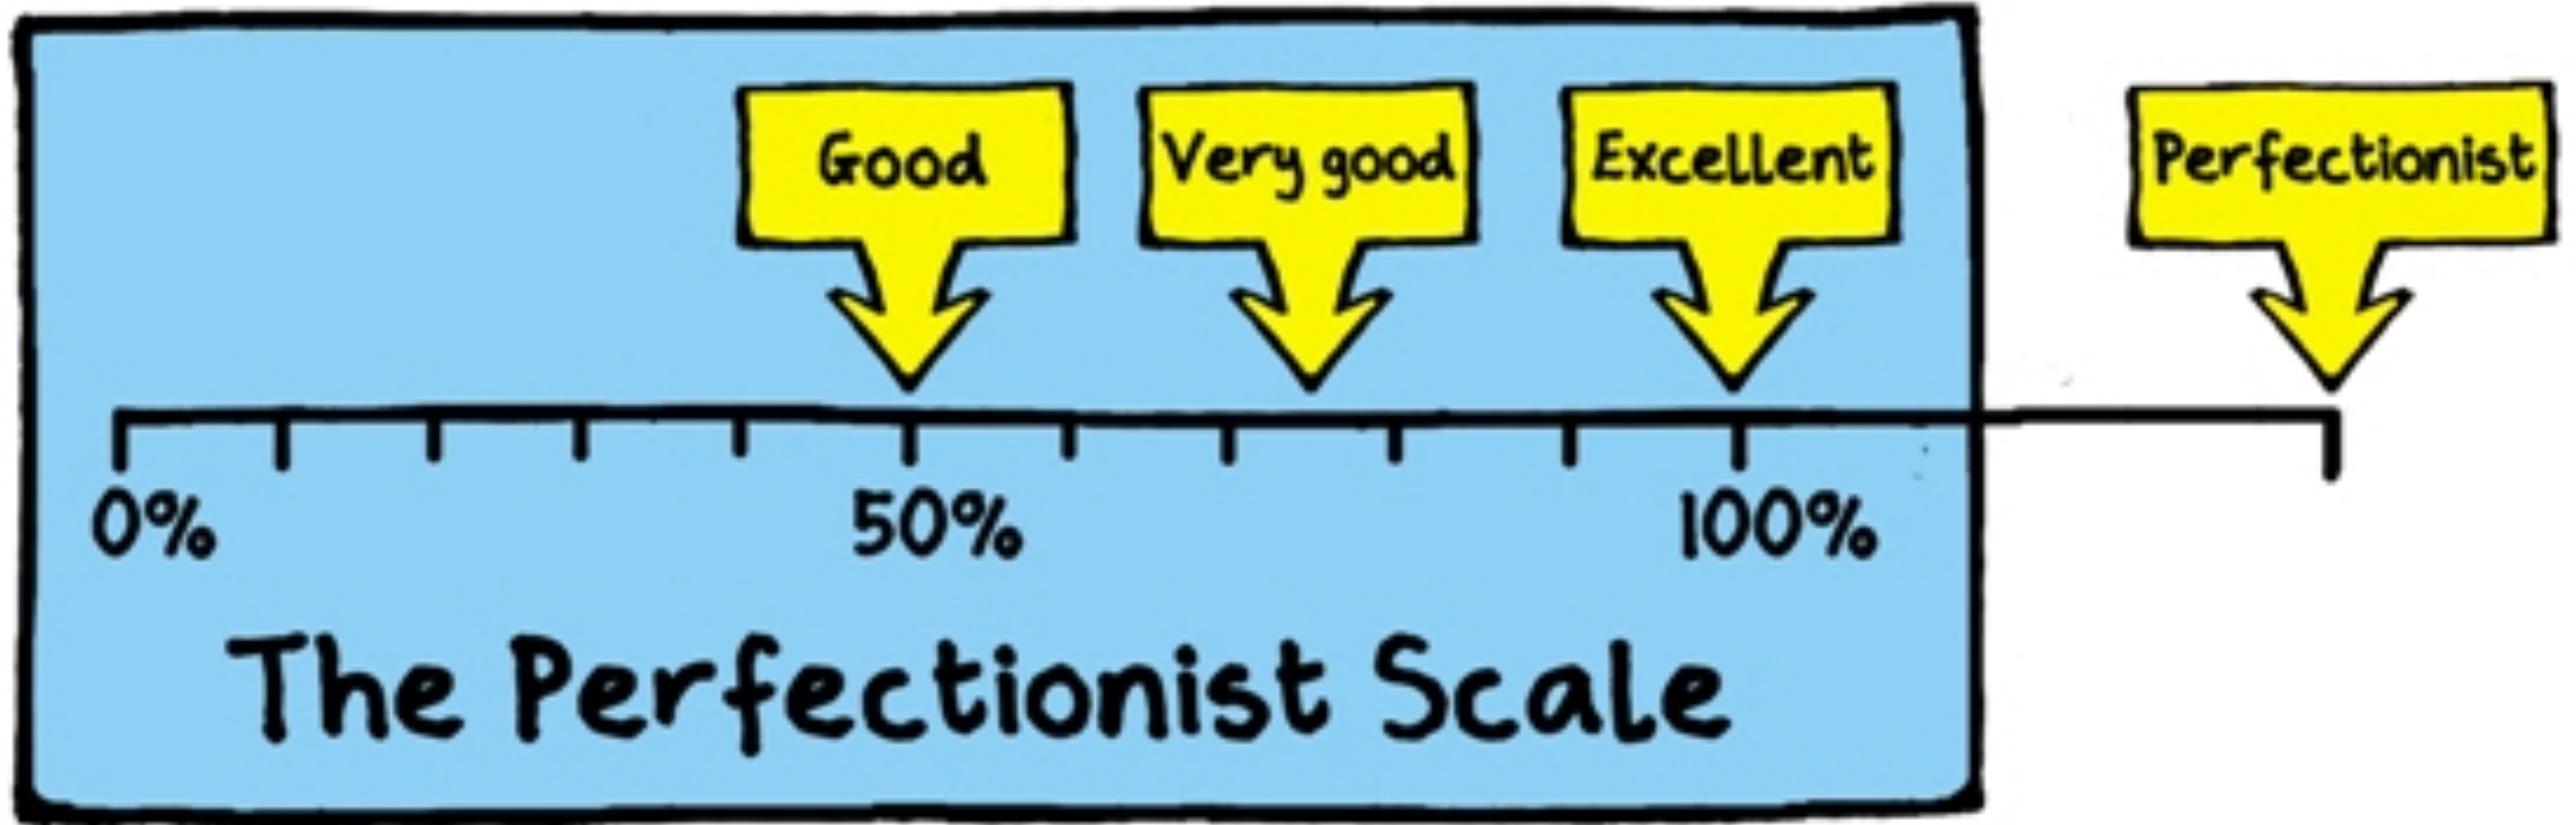 Good
Very good
Excellent
Perfectionist
0%
50%
100%
The Perfectionist Scale